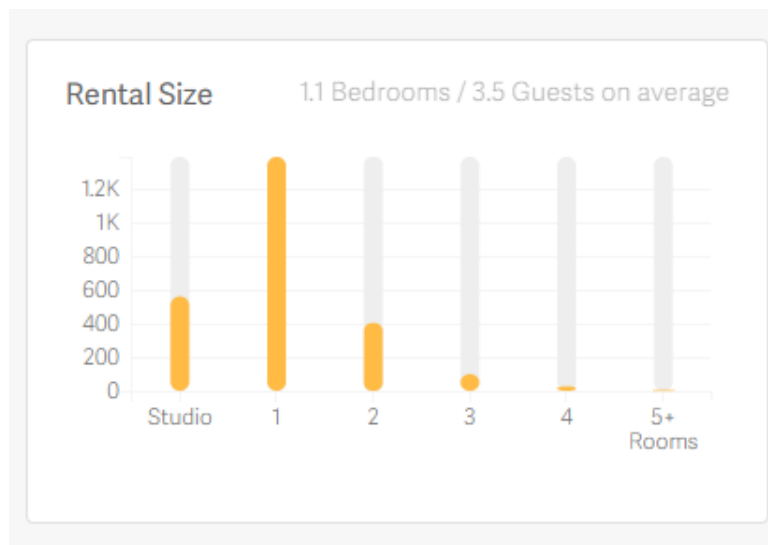 Rental Size
1.1 Bedrooms / 3.5 Guests on average
1.2K
1K
800
600
400
200
0
Studio 1 2 3 4 5+
Rooms